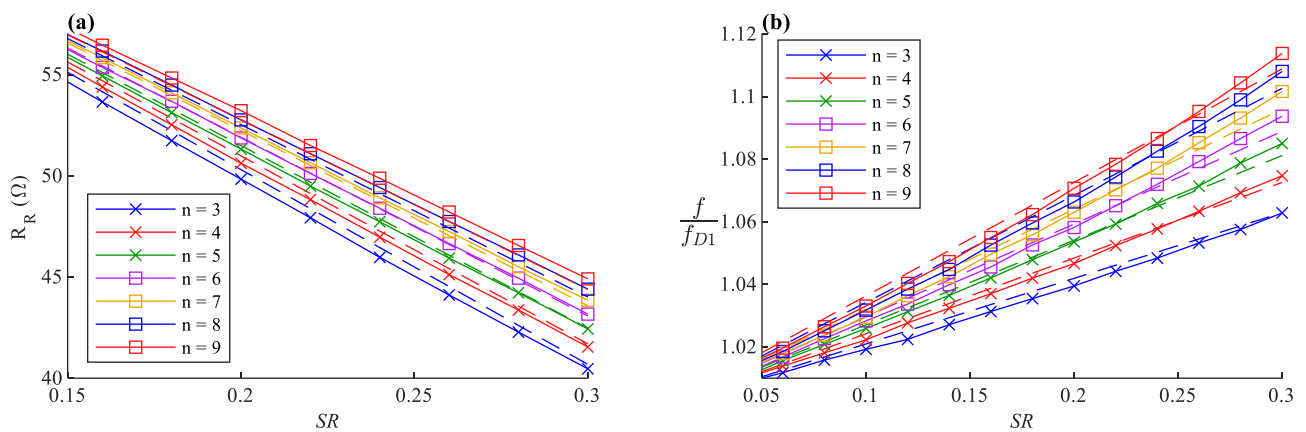 (a)
R_R (Ω)
55
50
45
40
0.15
0.2
0.25
0.3
SR
n = 3
n = 4
n = 5
n = 6
n = 7
n = 8
n = 9
(b)
f
f_{D1}
1.12
1.1
1.08
1.06
1.04
1.02
0.05
0.1
0.15
0.2
0.25
0.3
SR
n = 3
n = 4
n = 5
n = 6
n = 7
n = 8
n = 9